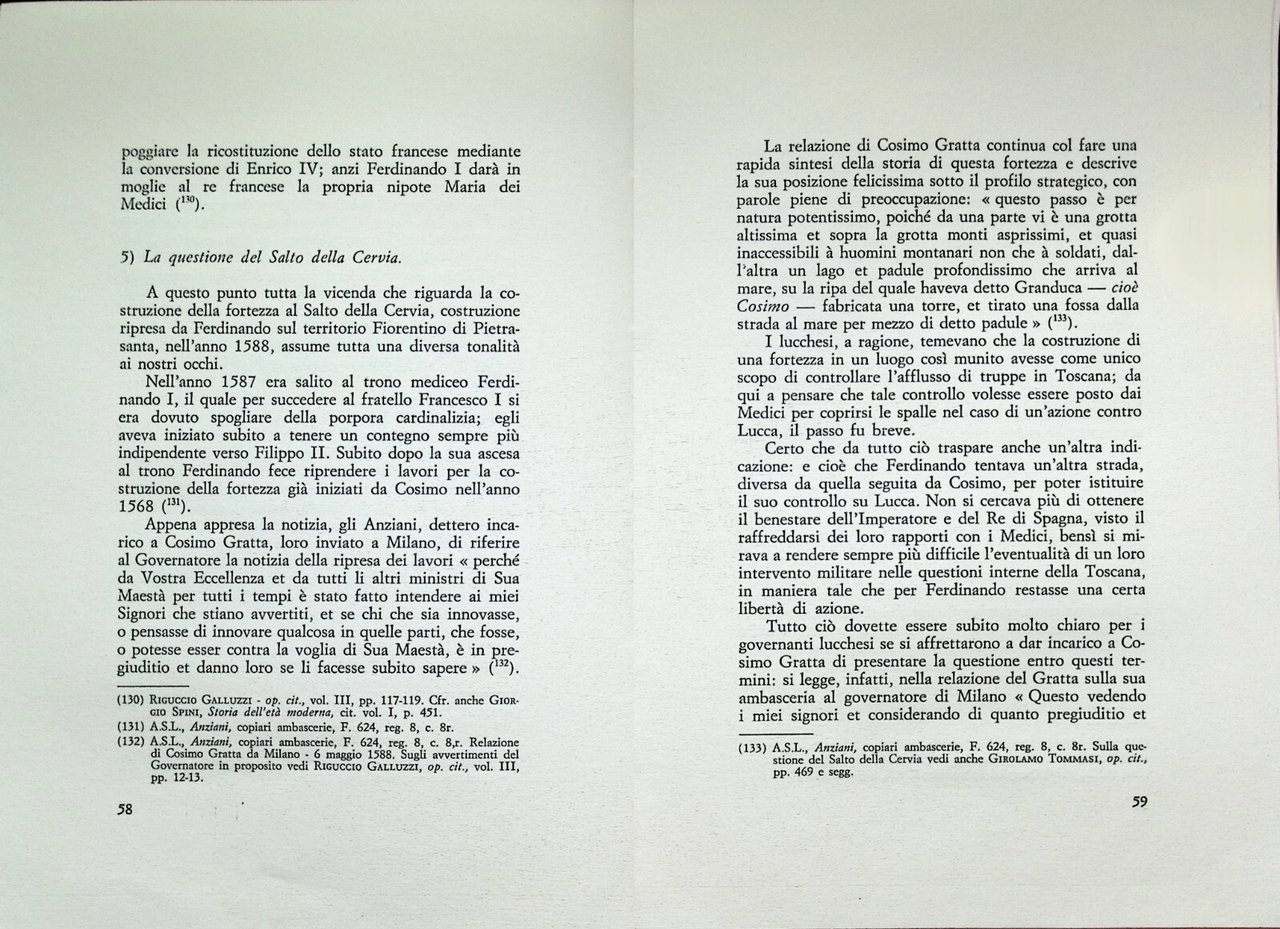 poggiare la ricostituzione dello stato francese mediante
la conversione di Enrico IV; anzi Ferdinando I darà in
moglie al re francese la propria nipote Maria dei
Medici (¹³⁰).
5) La questione del Salto della Cervia.
A questo punto tutta la vicenda che riguarda la co-
struzione della fortezza al Salto della Cervia, costruzione
ripresa da Ferdinando sul territorio Fiorentino di Pietra-
santa, nell'anno 1588, assume tutta una diversa tonalità
ai nostri occhi.
Nell'anno 1587 era salito al trono mediceo Ferdi-
nando I, il quale per succedere al fratello Francesco I si
era dovuto spogliare della porpora cardinalizia; egli
aveva iniziato subito a tenere un contegno sempre più
indipendente verso Filippo II. Subito dopo la sua ascesa
al trono Ferdinando fece riprendere i lavori per la co-
struzione della fortezza già iniziati da Cosimo nell'anno
1568 (¹³¹).
Appena appresa la notizia, gli Anziani, dettero inca-
rico a Cosimo Gratta, loro inviato a Milano, di riferire
al Governatore la notizia della ripresa dei lavori « perché
da Vostra Eccellenza et da tutti li altri ministri di Sua
Maestà per tutti i tempi è stato fatto intendere ai miei
Signori che stiano avvertiti, et se chi che sia innovasse,
o pensasse di innovare qualcosa in quelle parti, che fosse,
o potesse esser contra la voglia di Sua Maestà, è in pre-
giuditio et danno loro se li facesse subito sapere » (¹³²).
(130) RIGUCCIO GALLUZZI - op. cit., vol. III, pp. 117-119. Cfr. anche GIOR-
GIO SPINI, Storia dell'età moderna, cit. vol. I, p. 451.
(131) A.S.L., Anziani, copiari ambascerie, F. 624, reg. 8, c. 8r.
(132) A.S.L., Anziani, copiari ambascerie, F. 624, reg. 8, c. 8,r. Relazione
di Cosimo Gratta da Milano - 6 maggio 1588. Sugli avvertimenti del
Governatore in proposito vedi RIGUCCIO GALLUZZI, op. cit., vol. III,
pp. 12-13.
58
La relazione di Cosimo Gratta continua col fare una
rapida sintesi della storia di questa fortezza e descrive
la sua posizione felicissima sotto il profilo strategico, con
parole piene di preoccupazione: « questo passo è per
natura potentissimo, poiché da una parte vi è una grotta
altissima et sopra la grotta monti asprissimi, et quasi
inaccessibili à huomini montanari non che à soldati, dal-
l'altra un lago et padule profondissimo che arriva al
mare, su la ripa del quale haveva detto Granduca — cioè
Cosimo — fabricata una torre, et tirato una fossa dalla
strada al mare per mezzo di detto padule » (¹³³).
I lucchesi, a ragione, temevano che la costruzione di
una fortezza in un luogo così munito avesse come unico
scopo di controllare l'afflusso di truppe in Toscana; da
qui a pensare che tale controllo volesse essere posto dai
Medici per coprirsi le spalle nel caso di un'azione contro
Lucca, il passo fu breve.
Certo che da tutto ciò traspare anche un'altra indi-
cazione: e cioè che Ferdinando tentava un'altra strada,
diversa da quella seguita da Cosimo, per poter istituire
il suo controllo su Lucca. Non si cercava più di ottenere
il benestare dell'Imperatore e del Re di Spagna, visto il
raffreddarsi dei loro rapporti con i Medici, bensì si mi-
rava a rendere sempre più difficile l'eventualità di un loro
intervento militare nelle questioni interne della Toscana,
in maniera tale che per Ferdinando restasse una certa
libertà di azione.
Tutto ciò dovette essere subito molto chiaro per i
governanti lucchesi se si affrettarono a dar incarico a Co-
simo Gratta di presentare la questione entro questi ter-
mini: si legge, infatti, nella relazione del Gratta sulla sua
ambasceria al governatore di Milano « Questo vedendo
i miei signori et considerando di quanto pregiuditio et
(133) A.S.L., Anziani, copiari ambascerie, F. 624, reg. 8, c. 8r. Sulla que-
stione del Salto della Cervia vedi anche GIROLAMO TOMMASI, op. cit.,
pp. 469 e segg.
59